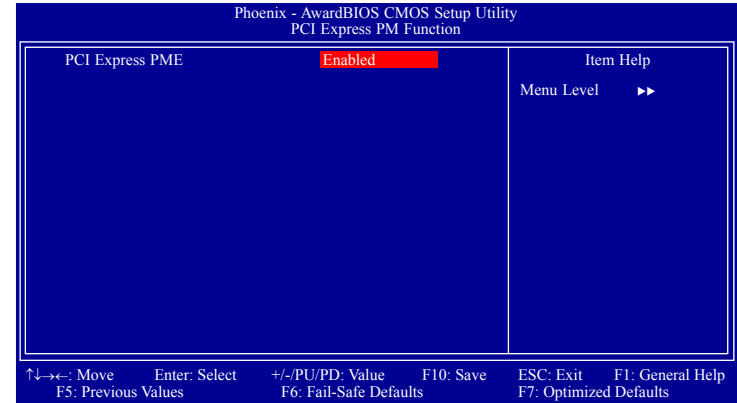 Phoenix - AwardBIOS CMOS Setup Utility
PCI Express PM Function
PCI Express PME Enabled Item Help
Menu Level ▸▸
↑↓→←: Move Enter: Select +/-/PU/PD: Value F10: Save ESC: Exit F1: General Help
F5: Previous Values F6: Fail-Safe Defaults F7: Optimized Defaults